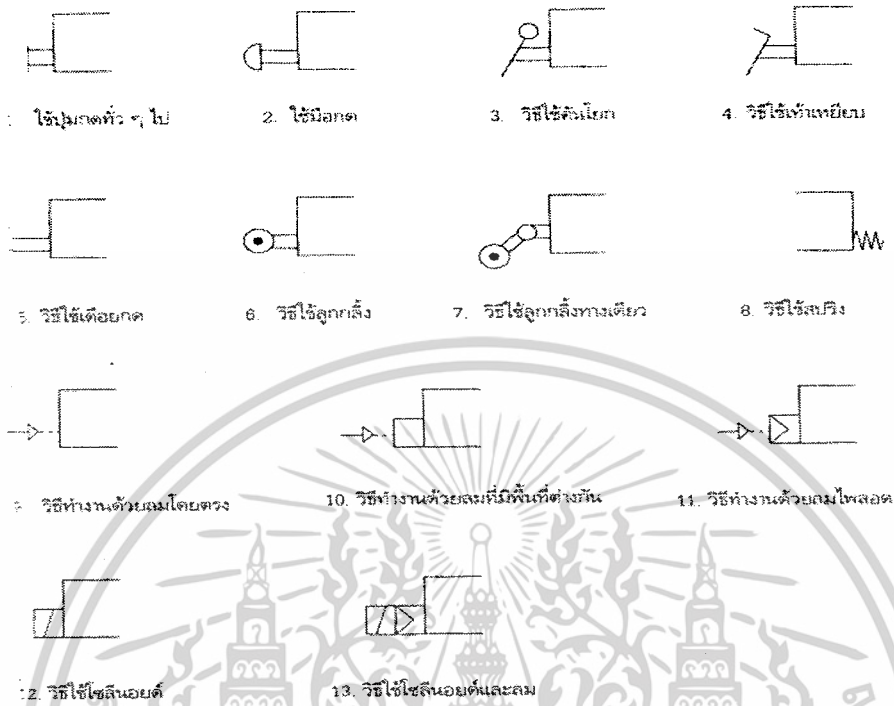 ใช้ปุ่มกดทั่ว ๆ ไป
2. ใช้มือกด
3. วิธีใช้คันโยก
4. วิธีใช้เท้าเหยียบ
5. วิธีใช้เดือยกด
6. วิธีใช้ลูกกลิ้ง
7. วิธีใช้ลูกกลิ้งทางเดียว
8. วิธีใช้สปริง
วิธีทำงานด้วยลมโดยตรง
10. วิธีทำงานด้วยลมที่มีพื้นที่ต่างกัน
11. วิธีทำงานด้วยลมไพลอต
12. วิธีใช้โซลีนอยด์
13. วิธีใช้โซลีนอยด์และลม